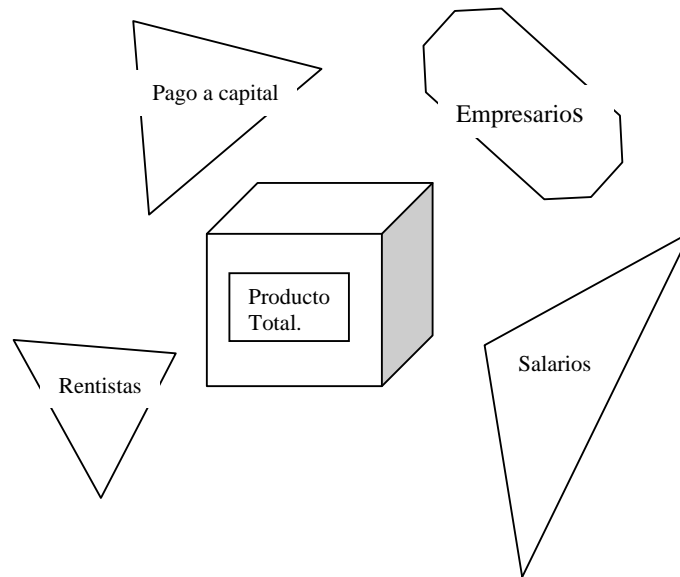 Pago a capital
Empresarios
Producto
Total.
Rentistas
Salarios